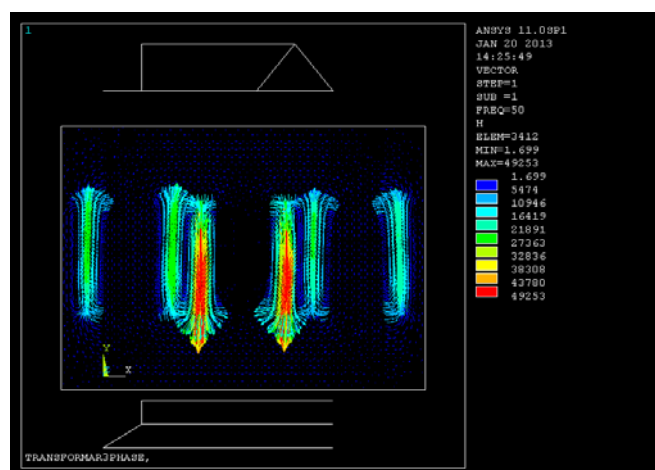 1
ANSYS 11.0SP1
JAN 20 2013
14:25:49
VECTOR
STEP=1
SUB =1
FREQ=50
H
ELEM=3412
MIN=1.699
MAX=49253
1.699
5474
10946
16419
21891
27363
32836
38308
43780
49253
Y
X
TRANSFORMAR3PHASE,